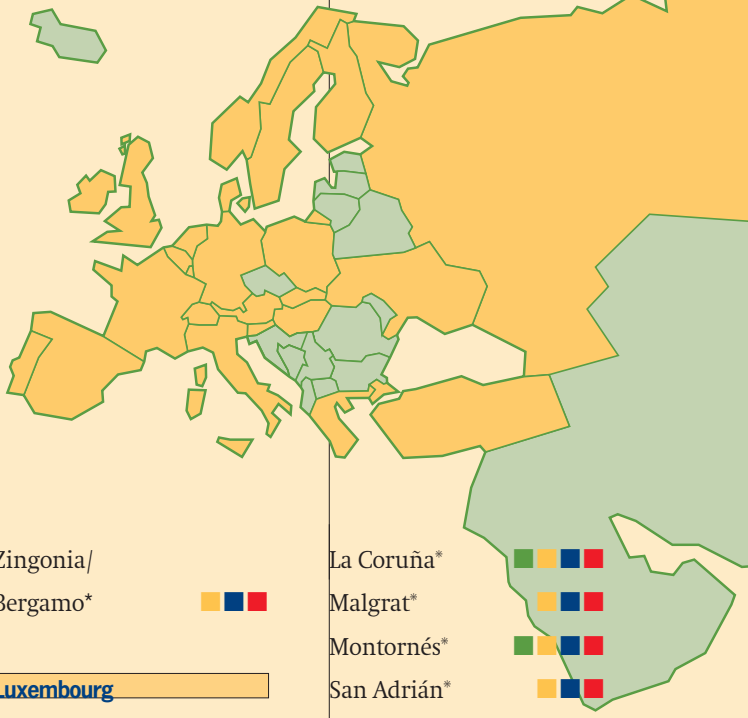 Zingonia/
Bergamo*
Luxembourg
La Coruña*
Malgrat*
Montornés*
San Adrián*